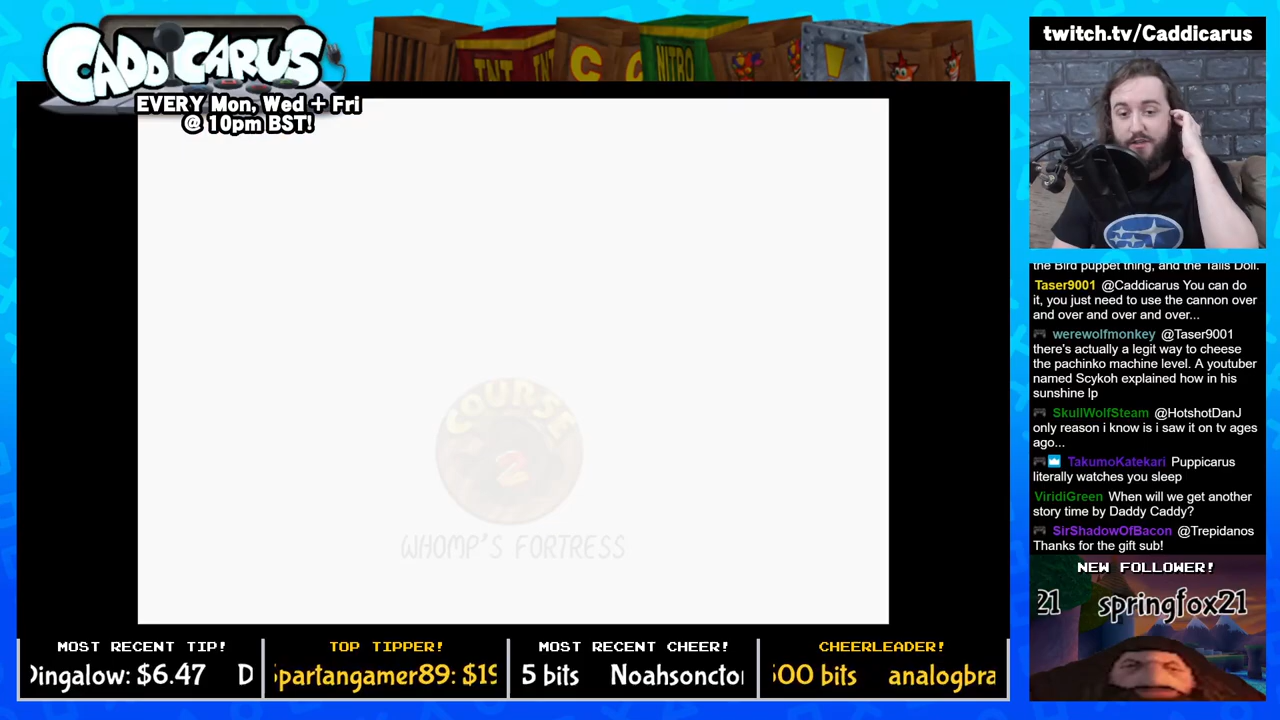 CADDICARUS
EVERY Mon, Wed + Fri
@ 10pm BST!
TNT
TNT
C
C
NITRO
twitch.tv/Caddicarus
the Bird puppet thing, and the Tails Doll.
Taser9001 @Caddicarus You can do
it, you just need to use the cannon over
and over and over and over...
werewolfmonkey @Taser9001
there's actually a legit way to cheese
the pachinko machine level. A youtuber
named Scykoh explained how in his
sunshine lp
SkullWolfSteam @HotshotDanJ
only reason i know is i saw it on tv ages
ago...
TakumoKatekari Puppicarus
literally watches you sleep
ViridiGreen When will we get another
story time by Daddy Caddy?
SirShadowOfBacon @Trepidanos
Thanks for the gift sub!
COURSE
2
WHOMP'S FORTRESS
NEW FOLLOWER!
21 springfox21
MOST RECENT TIP!
Dingalow: $6.47 D
TOP TIPPER!
partangamer89: $19
MOST RECENT CHEER!
5 bits Noahsoncto
CHEERLEADER!
00 bits analogbra